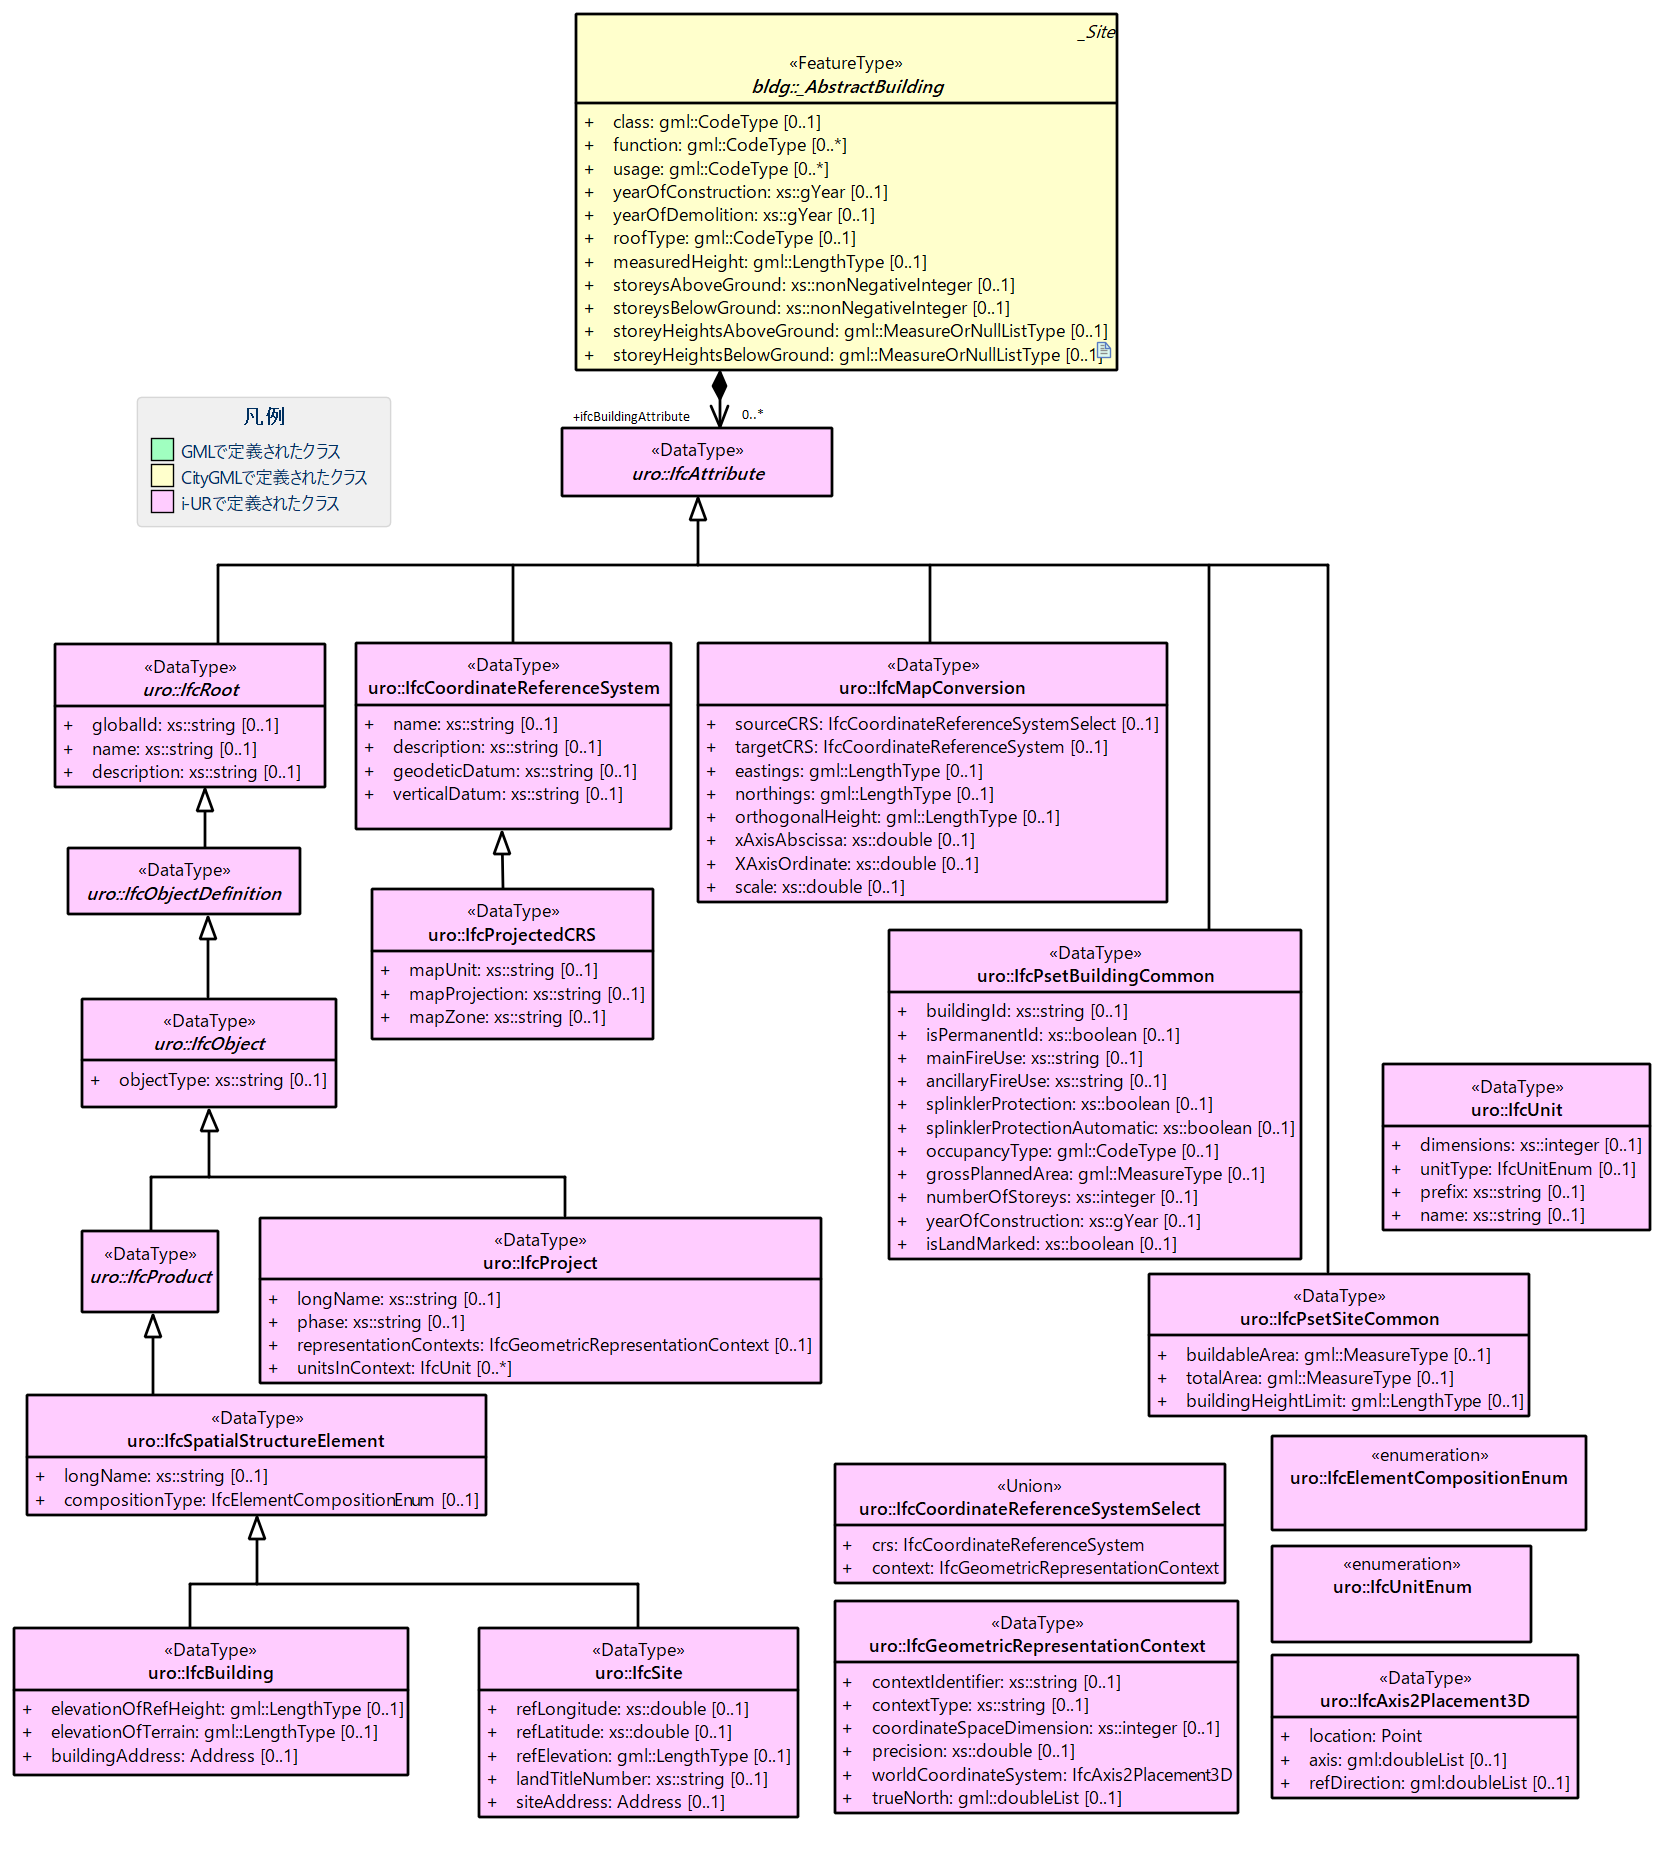 _Site
«FeatureType»
bldg::_AbstractBuilding
+ class: gml::CodeType [0..1]
+ function: gml::CodeType [0..*]
+ usage: gml::CodeType [0..*]
+ yearOfConstruction: xs::gYear [0..1]
+ yearOfDemolition: xs::gYear [0..1]
+ roofType: gml::CodeType [0..1]
+ measuredHeight: gml::LengthType [0..1]
+ storeysAboveGround: xs::nonNegativeInteger [0..1]
+ storeysBelowGround: xs::nonNegativeInteger [0..1]
+ storeyHeightsAboveGround: gml::MeasureOrNullListType [0..1]
+ storeyHeightsBelowGround: gml::MeasureOrNullListType [0..1]
+ifcBuildingAttribute 0..*
凡例
GMLで定義されたクラス
CityGMLで定義されたクラス
i-URで定義されたクラス
«DataType»
uro::IfcAttribute
«DataType»
uro::IfcRoot
+ globalId: xs::string [0..1]
+ name: xs::string [0..1]
+ description: xs::string [0..1]
«DataType»
uro::IfcCoordinateReferenceSystem
+ name: xs::string [0..1]
+ description: xs::string [0..1]
+ geodeticDatum: xs::string [0..1]
+ verticalDatum: xs::string [0..1]
«DataType»
uro::IfcMapConversion
+ sourceCRS: IfcCoordinateReferenceSystemSelect [0..1]
+ targetCRS: IfcCoordinateReferenceSystem [0..1]
+ eastings: gml::LengthType [0..1]
+ northings: gml::LengthType [0..1]
+ orthogonalHeight: gml::LengthType [0..1]
+ xAxisAbscissa: xs::double [0..1]
+ XAxisOrdinate: xs::double [0..1]
+ scale: xs::double [0..1]
«DataType»
uro::IfcObjectDefinition
«DataType»
uro::IfcProjectedCRS
+ mapUnit: xs::string [0..1]
+ mapProjection: xs::string [0..1]
+ mapZone: xs::string [0..1]
«DataType»
uro::IfcPsetBuildingCommon
+ buildingId: xs::string [0..1]
+ isPermanentId: xs::boolean [0..1]
+ mainFireUse: xs::string [0..1]
+ ancillaryFireUse: xs::string [0..1]
+ splinklerProtection: xs::boolean [0..1]
+ splinklerProtectionAutomatic: xs::boolean [0..1]
+ occupancyType: gml::CodeType [0..1]
+ grossPlannedArea: gml::MeasureType [0..1]
+ numberOfStoreys: xs::integer [0..1]
+ yearOfConstruction: xs::gYear [0..1]
+ isLandMarked: xs::boolean [0..1]
«DataType»
uro::IfcObject
+ objectType: xs::string [0..1]
«DataType»
uro::IfcUnit
+ dimensions: xs::integer [0..1]
+ unitType: IfcUnitEnum [0..1]
+ prefix: xs::string [0..1]
+ name: xs::string [0..1]
«DataType»
uro::IfcProduct
«DataType»
uro::IfcProject
+ longName: xs::string [0..1]
+ phase: xs::string [0..1]
+ representationContexts: IfcGeometricRepresentationContext [0..1]
+ unitsInContext: IfcUnit [0..*]
«DataType»
uro::IfcPsetSiteCommon
+ buildableArea: gml::MeasureType [0..1]
+ totalArea: gml::MeasureType [0..1]
+ buildingHeightLimit: gml::LengthType [0..1]
«DataType»
uro::IfcSpatialStructureElement
+ longName: xs::string [0..1]
+ compositionType: IfcElementCompositionEnum [0..1]
«Union»
uro::IfcCoordinateReferenceSystemSelect
+ crs: IfcCoordinateReferenceSystem
+ context: IfcGeometricRepresentationContext
«enumeration»
uro::IfcElementCompositionEnum
«enumeration»
uro::IfcUnitEnum
«DataType»
uro::IfcBuilding
+ elevationOfRefHeight: gml::LengthType [0..1]
+ elevationOfTerrain: gml::LengthType [0..1]
+ buildingAddress: Address [0..1]
«DataType»
uro::IfcSite
+ refLongitude: xs::double [0..1]
+ refLatitude: xs::double [0..1]
+ refElevation: gml::LengthType [0..1]
+ landTitleNumber: xs::string [0..1]
+ siteAddress: Address [0..1]
«DataType»
uro::IfcGeometricRepresentationContext
+ contextIdentifier: xs::string [0..1]
+ contextType: xs::string [0..1]
+ coordinateSpaceDimension: xs::integer [0..1]
+ precision: xs::double [0..1]
+ worldCoordinateSystem: IfcAxis2Placement3D
+ trueNorth: gml::doubleList [0..1]
«DataType»
uro::IfcAxis2Placement3D
+ location: Point
+ axis: gml:doubleList [0..1]
+ refDirection: gml:doubleList [0..1]